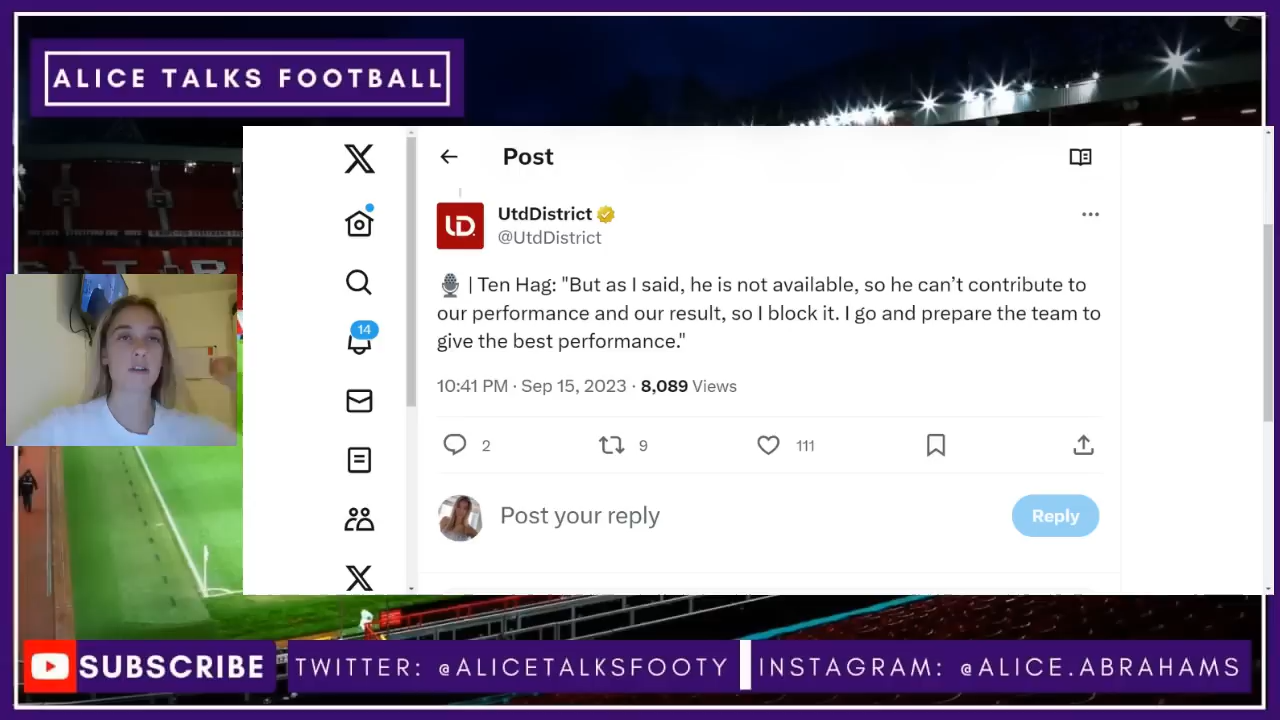 ALICE TALKS FOOTBALL
Post
UD.
UtdDistrict
@UtdDistrict
| Ten Hag: "But as I said, he is not available, so he can’t contribute to
our performance and our result, so I block it. I go and prepare the team to
give the best performance."
14
10:41 PM · Sep 15, 2023 · 8,089 Views
2 9 111
Post your reply
Reply
SUBSCRIBE
TWITTER: @ALICETALKSFOOTY
INSTAGRAM: @ALICE.ABRAHAMS